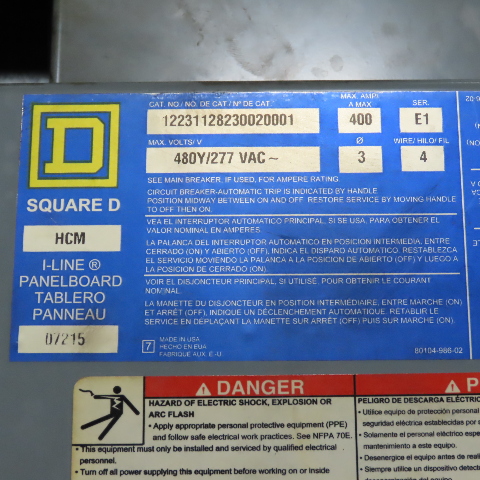 CAT. NO./ NO. DE CAT./ Nº DE CAT.
MAX. AMP/
A MAX
SER.
12231128230020001
400
E1
MAX. VOLTS/ V
Ø
WIRE/ HILO/ FIL
480Y/277 VAC ~
3
4
SEE MAIN BREAKER, IF USED, FOR AMPERE RATING.
CIRCUIT BREAKER-AUTOMATIC TRIP IS INDICATED BY HANDLE
POSITION MIDWAY BETWEEN ON AND OFF. RESTORE SERVICE BY MOVING HANDLE
TO OFF THEN ON.
SQUARE D
HCM
I-LINE ®
PANELBOARD
TABLERO
PANNEAU
07215
VEA EL INTERRUPTOR AUTOMATICO PRINCIPAL, SI SE USA, PARA OBTENER EL
VALOR NOMINAL EN AMPERES.
LA PALANCA DEL INTERRUPTOR AUTOMATICO EN POSICION INTERMEDIA, ENTRE
CERRADO (ON) Y ABIERTO (OFF), INDICA EL DISPARO AUTOMATICO. RESTABLEZCA
EL SERVICIO MOVIENDO LA PALANCA A ABIERTO (OFF) Y LUEGO A
LA POSICION DE CERRADO (ON).
VOIR LE DISJONCTEUR PRINCIPAL, SI UTILISÉ, POUR OBTENIR LE COURANT
NOMINAL.
LA MANETTE DU DISJONCTEUR EN POSITION INTERMÉDIAIRE, ENTRE MARCHE (ON)
ET ARRÊT (OFF), INDIQUE UN DÉCLENCHEMENT AUTOMATIQUE. RÉTABLIR LE
SERVICE EN DÉPLAÇANT LA MANETTE SUR ARRÊT (OFF) PUIS SUR MARCHE (ON).
7
MADE IN USA
HECHO EN EUA
FABRIQUÉ AUX É.-U.
80104-986-02
DANGER
HAZARD OF ELECTRIC SHOCK, EXPLOSION OR
ARC FLASH
• Apply appropriate personal protective equipment (PPE)
and follow safe electrical work practices. See NFPA 70E.
• This equipment must only be installed and serviced by qualified electrical
personnel.
• Turn off all power supplying this equipment before working on or inside
P
PELIGRO DE DESCARGA ELÉCTRIC
• Utilice equipo de protección personal
seguridad eléctrica establecidas por
• Solamente el personal eléctrico espe
mantenimiento a este equipo.
• Desenergice el equipo antes de reali
• Siempre utilice un dispositivo detecto
desenergizado.